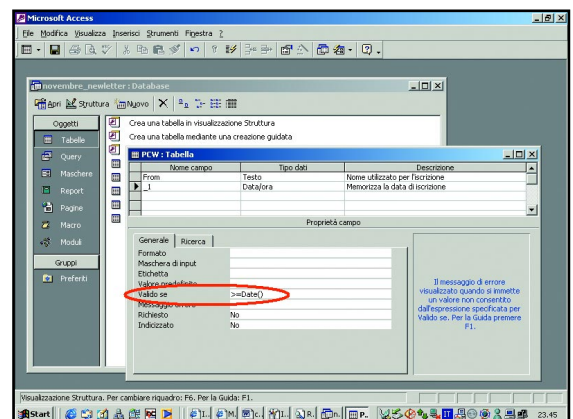 Microsoft Access
File Modifica Visualizza Inserisci Strumenti Finestra ?
novembre_newletter : Database
Apri Struttura Nuovo
Oggetti
Tabelle
Query
Maschere
Report
Pagine
Macro
Moduli
Gruppi
Preferiti
Crea una tabella in visualizzazione Struttura
Crea una tabella mediante una creazione guidata
PCW : Tabella
Nome campo Tipo dati Descrizione
From Testo Nome utilizzato per l'iscrizione
_1 Data/ora Memorizza la data di iscrizione
Proprietà campo
Generale Ricerca
Formato
Maschera di input
Etichetta
Valore predefinito
Valido se >=Date()
Messaggio errore
Richiesto No
Indicizzato No
Il messaggio di errore
visualizzato quando si immette
un valore non consentito
dall'espressione specificata per
Valido se. Per la Guida premere
F1.
Visualizzazione Struttura. Per cambiare riquadro: F6. Per la Guida: F1.
Start 23.45